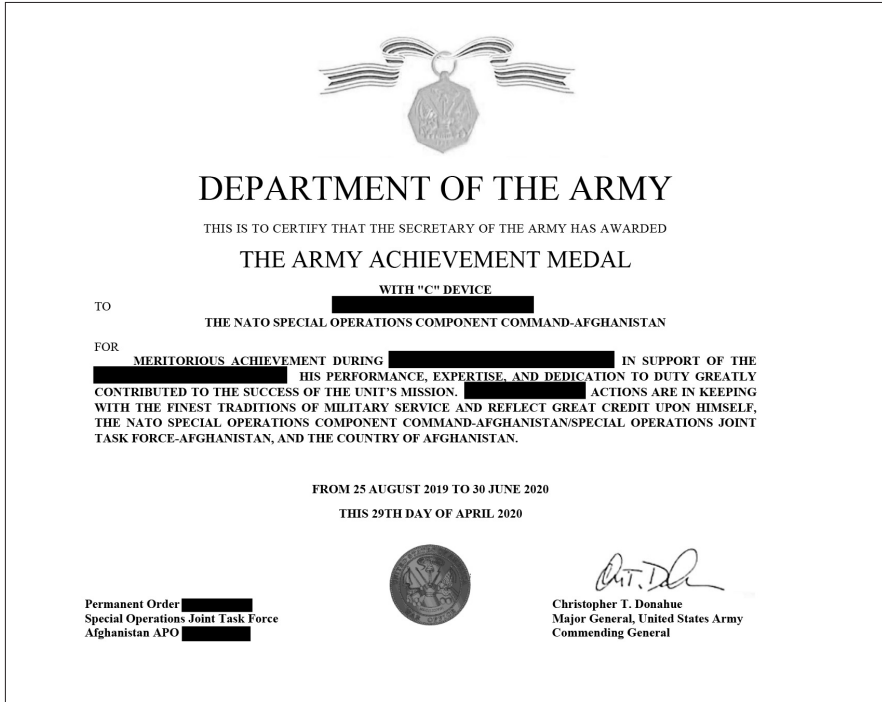 DEPARTMENT OF THE ARMY
THIS IS TO CERTIFY THAT THE SECRETARY OF THE ARMY HAS AWARDED
THE ARMY ACHIEVEMENT MEDAL
WITH "C" DEVICE
TO
THE NATO SPECIAL OPERATIONS COMPONENT COMMAND-AFGHANISTAN
FOR
MERITORIOUS ACHIEVEMENT DURING IN SUPPORT OF THE
HIS PERFORMANCE, EXPERTISE, AND DEDICATION TO DUTY GREATLY
CONTRIBUTED TO THE SUCCESS OF THE UNIT'S MISSION. ACTIONS ARE IN KEEPING
WITH THE FINEST TRADITIONS OF MILITARY SERVICE AND REFLECT GREAT CREDIT UPON HIMSELF,
THE NATO SPECIAL OPERATIONS COMPONENT COMMAND-AFGHANISTAN/SPECIAL OPERATIONS JOINT
TASK FORCE-AFGHANISTAN, AND THE COUNTRY OF AFGHANISTAN.
FROM 25 AUGUST 2019 TO 30 JUNE 2020
THIS 29TH DAY OF APRIL 2020
Permanent Order
Special Operations Joint Task Force
Afghanistan APO
Christopher T. Donahue
Major General, United States Army
Commending General